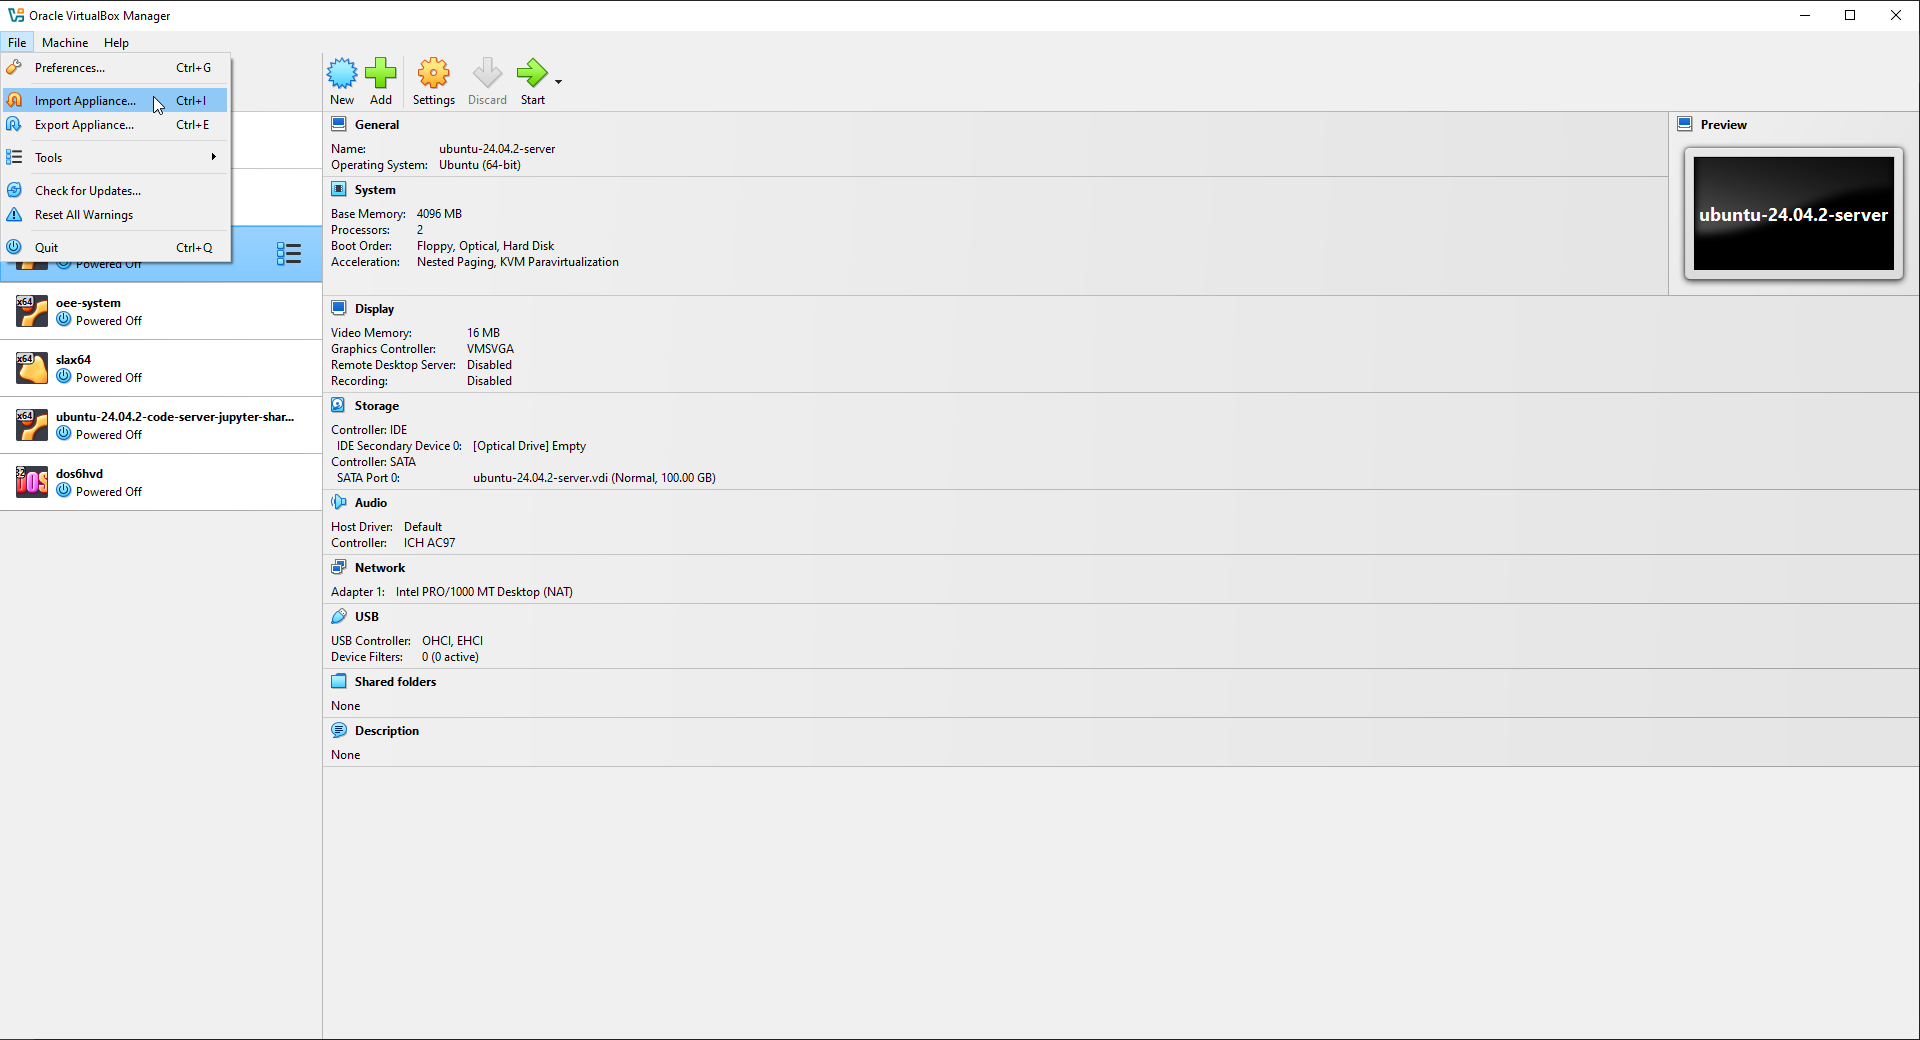 Oracle VirtualBox Manager
File Machine Help
Preferences... Ctrl+G
Import Appliance... Ctrl+I
Export Appliance... Ctrl+E
Tools
Check for Updates...
Reset All Warnings
Quit Ctrl+Q
Powered Off
x64
oee-system
Powered Off
x64
slax64
Powered Off
x64
ubuntu-24.04.2-code-server-jupyter-shar...
Powered Off
32
DOS
dos6hvd
Powered Off
New Add Settings Discard Start
General
Name: ubuntu-24.04.2-server
Operating System: Ubuntu (64-bit)
System
Base Memory: 4096 MB
Processors: 2
Boot Order: Floppy, Optical, Hard Disk
Acceleration: Nested Paging, KVM Paravirtualization
Preview
ubuntu-24.04.2-server
Display
Video Memory: 16 MB
Graphics Controller: VMSVGA
Remote Desktop Server: Disabled
Recording: Disabled
Storage
Controller: IDE
IDE Secondary Device 0: [Optical Drive] Empty
Controller: SATA
SATA Port 0: ubuntu-24.04.2-server.vdi (Normal, 100.00 GB)
Audio
Host Driver: Default
Controller: ICH AC97
Network
Adapter 1: Intel PRO/1000 MT Desktop (NAT)
USB
USB Controller: OHCI, EHCI
Device Filters: 0 (0 active)
Shared folders
None
Description
None